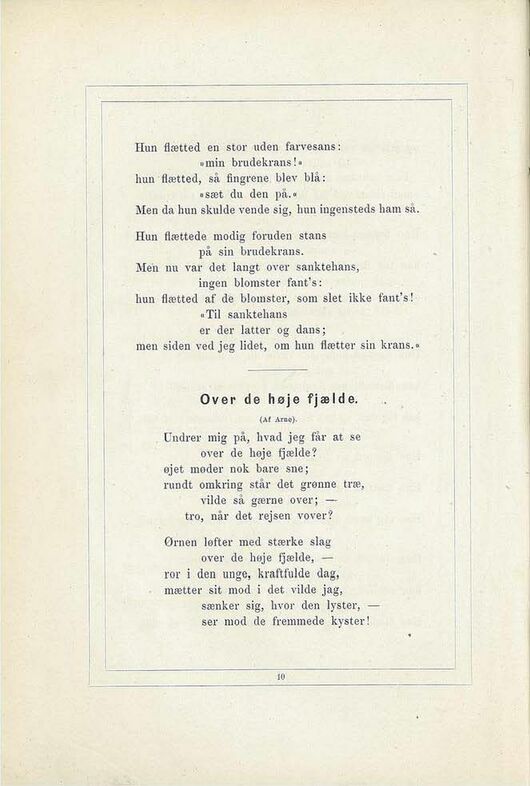 Hun flætted en stor uden farvesans:
«min brudekrans!«
hun flætted, så fingrene blev blå:
«sæt du den på.«
Men da hun skulde vende sig, hun ingensteds ham så.
Hun flættede modig foruden stans
på sin brudekrans.
Men nu var det langt over sanktehans,
ingen blomster fant's:
hun flætted af de blomster, som slet ikke fant's!
«Til sanktehans
er der latter og dans;
men siden ved jeg lidet, om hun flætter sin krans.«
Over de høje fjælde.
(Af Arne).
Undrer mig på, hvad jeg får at se
over de høje fjælde?
øjet møder nok bare sne;
rundt omkring står det grønne træ,
vilde så gærne over; —
tro, når det rejsen vover?
Ørnen løfter med stærke slag
over de høje fjælde, —
ror i den unge, kraftfulde dag,
mætter sit mod i det vilde jag,
sænker sig, hvor den lyster, —
ser mod de fremmede kyster!
10